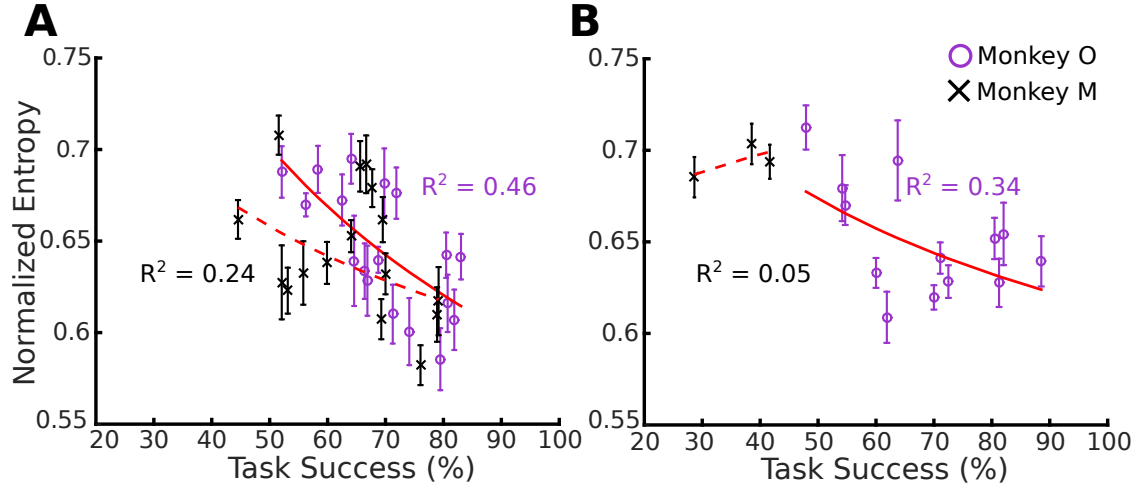 A
Normalized Entropy
0.75
0.7
0.65
0.6
0.55
R² = 0.46
R² = 0.24
20 30 40 50 60 70 80 90 100
Task Success (%)
B
Monkey O
Monkey M
0.75
0.7
0.65
0.6
0.55
R² = 0.34
R² = 0.05
20 30 40 50 60 70 80 90 100
Task Success (%)